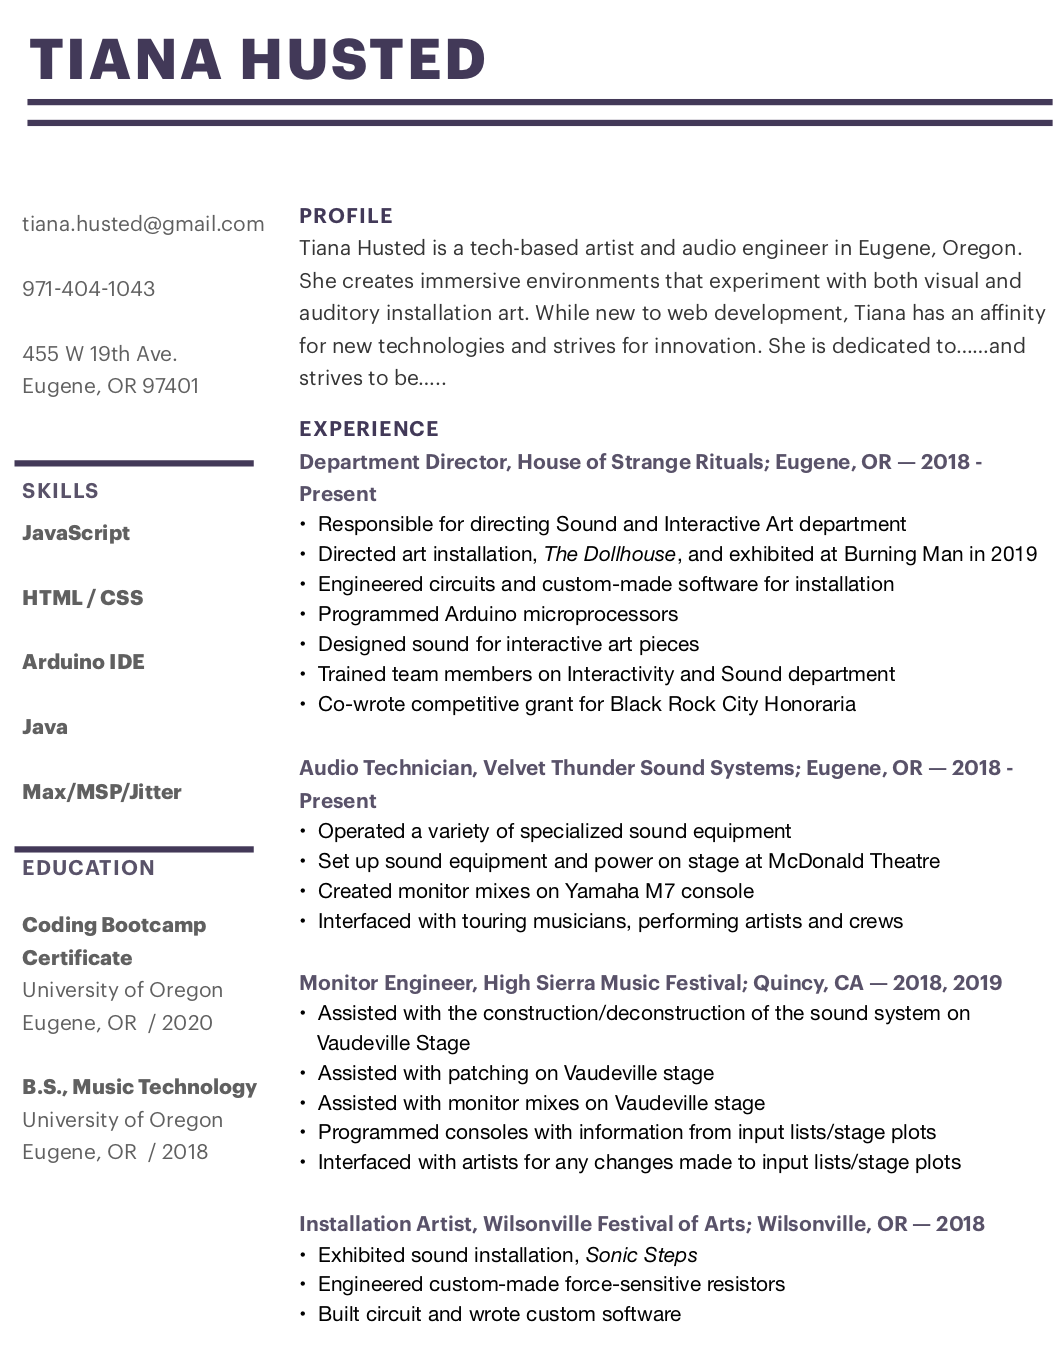 TIANA HUSTED
tiana.husted@gmail.com
971-404-1043
455 W 19th Ave.
Eugene, OR 97401
SKILLS
JavaScript
HTML / CSS
Arduino IDE
Java
Max/MSP/Jitter
EDUCATION
Coding Bootcamp
Certificate
University of Oregon
Eugene, OR / 2020
B.S., Music Technology
University of Oregon
Eugene, OR / 2018
PROFILE
Tiana Husted is a tech-based artist and audio engineer in Eugene, Oregon.
She creates immersive environments that experiment with both visual and
auditory installation art. While new to web development, Tiana has an affinity
for new technologies and strives for innovation. She is dedicated to......and
strives to be.....
EXPERIENCE
Department Director, House of Strange Rituals; Eugene, OR — 2018 -
Present
• Responsible for directing Sound and Interactive Art department
• Directed art installation, The Dollhouse, and exhibited at Burning Man in 2019
• Engineered circuits and custom-made software for installation
• Programmed Arduino microprocessors
• Designed sound for interactive art pieces
• Trained team members on Interactivity and Sound department
• Co-wrote competitive grant for Black Rock City Honoraria
Audio Technician, Velvet Thunder Sound Systems; Eugene, OR — 2018 -
Present
• Operated a variety of specialized sound equipment
• Set up sound equipment and power on stage at McDonald Theatre
• Created monitor mixes on Yamaha M7 console
• Interfaced with touring musicians, performing artists and crews
Monitor Engineer, High Sierra Music Festival; Quincy, CA — 2018, 2019
• Assisted with the construction/deconstruction of the sound system on
Vaudeville Stage
• Assisted with patching on Vaudeville stage
• Assisted with monitor mixes on Vaudeville stage
• Programmed consoles with information from input lists/stage plots
• Interfaced with artists for any changes made to input lists/stage plots
Installation Artist, Wilsonville Festival of Arts; Wilsonville, OR — 2018
• Exhibited sound installation, Sonic Steps
• Engineered custom-made force-sensitive resistors
• Built circuit and wrote custom software